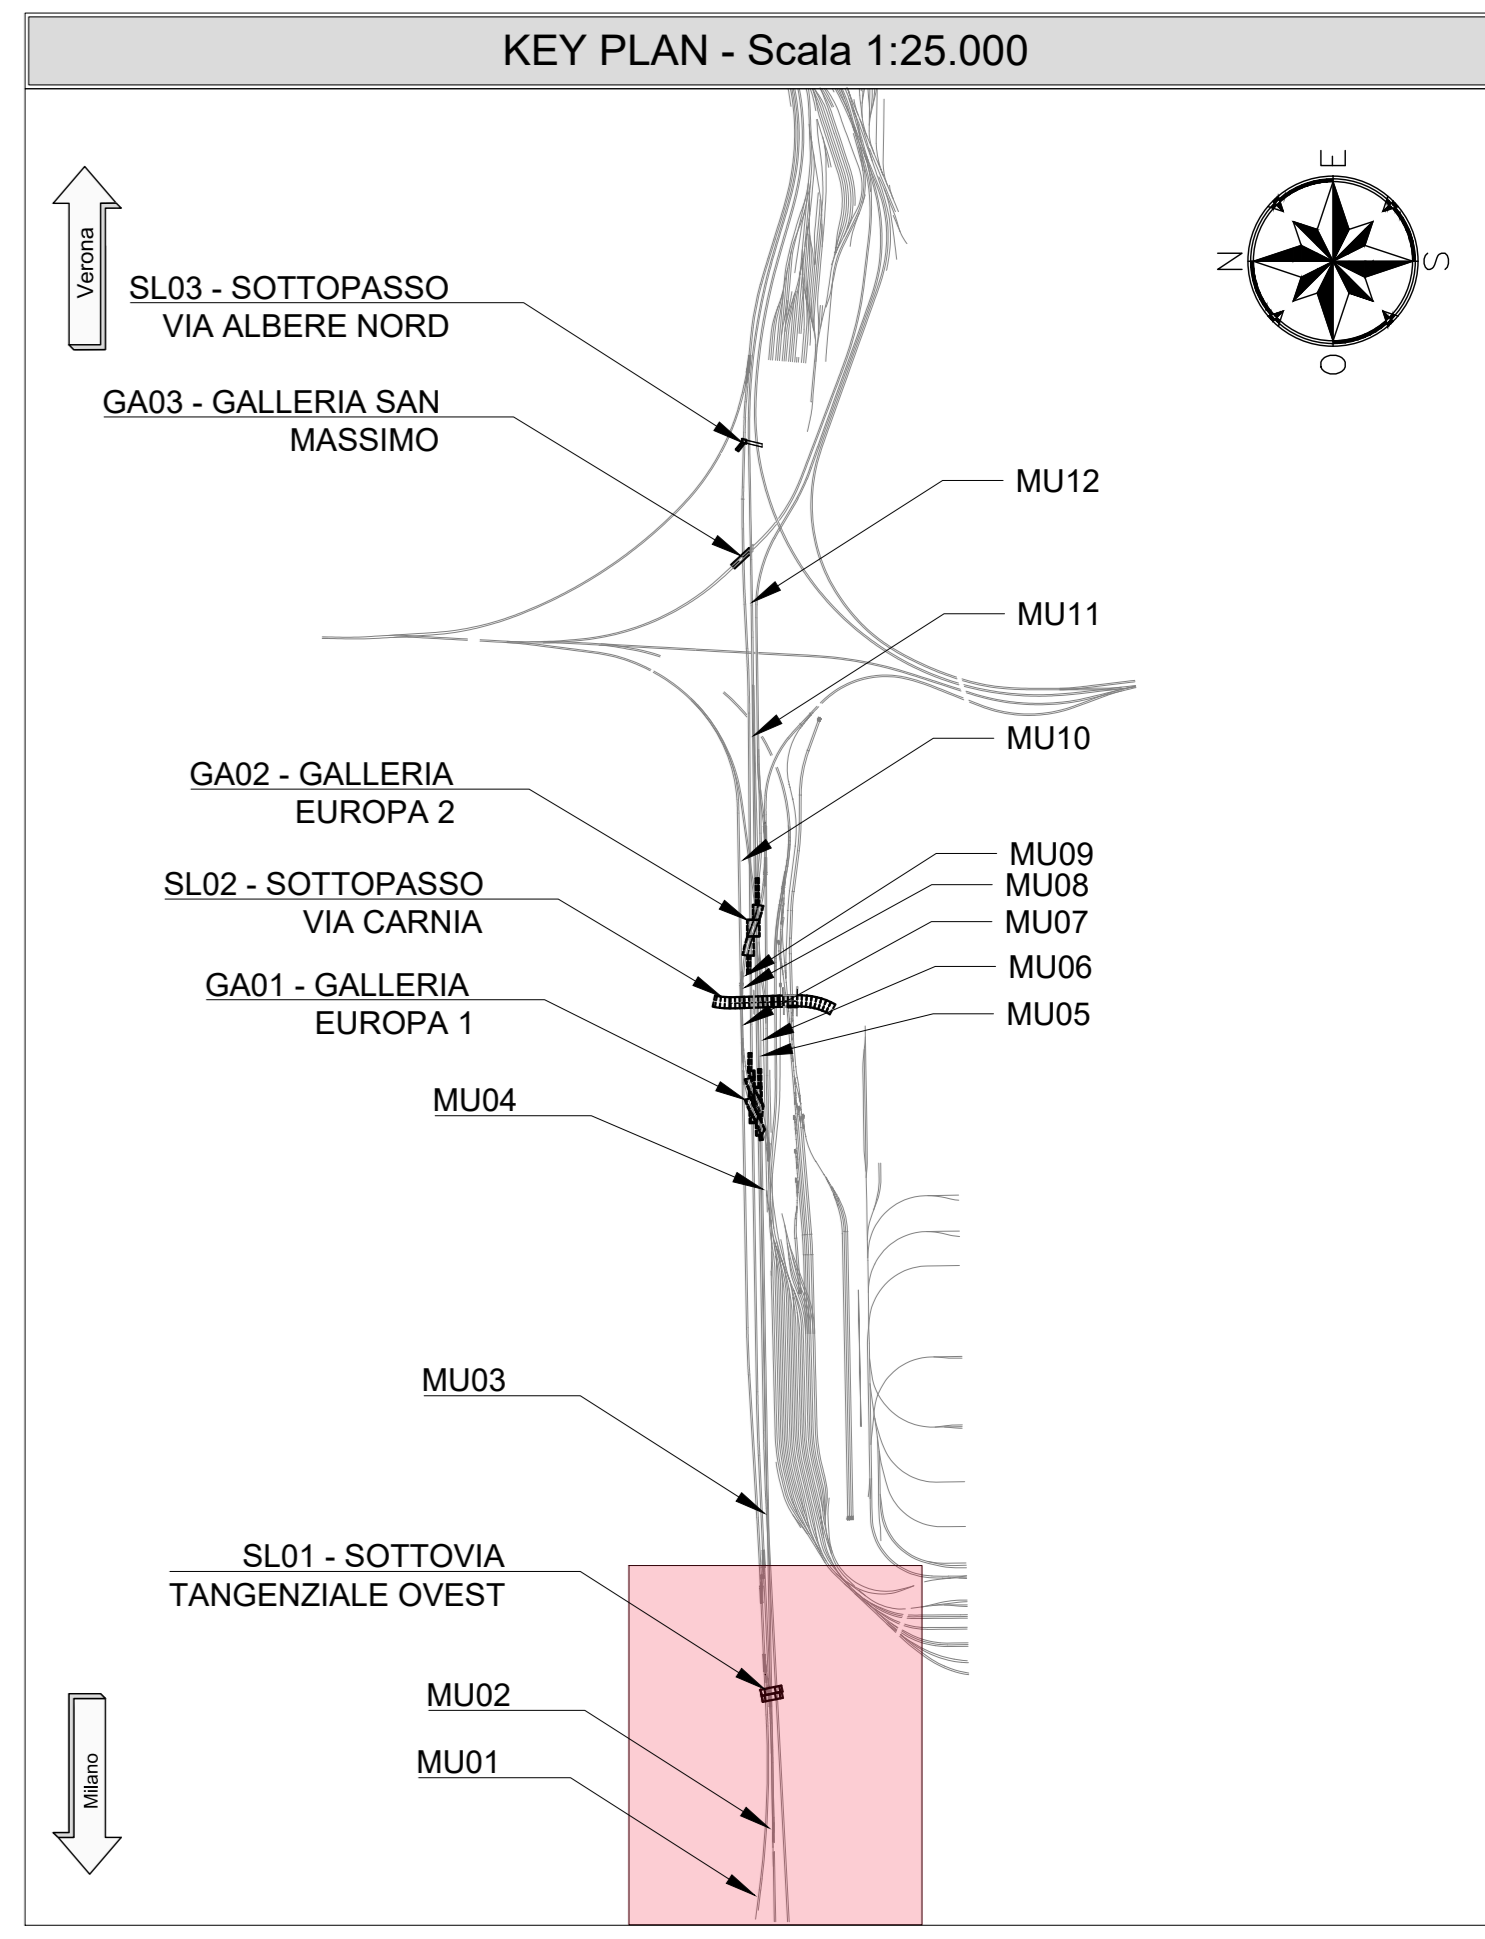 KEY PLAN - Scala 1:25.000
E
N
S
O
Verona
SL03 - SOTTOPASSO
VIA ALBERE NORD
GA03 - GALLERIA SAN
MASSIMO
MU12
MU11
MU10
GA02 - GALLERIA
EUROPA 2
MU09
SL02 - SOTTOPASSO
VIA CARNIA
MU08
MU07
MU06
GA01 - GALLERIA
EUROPA 1
MU05
MU04
MU03
SL01 - SOTTOVIA
TANGENZIALE OVEST
MU02
MU01
Milano